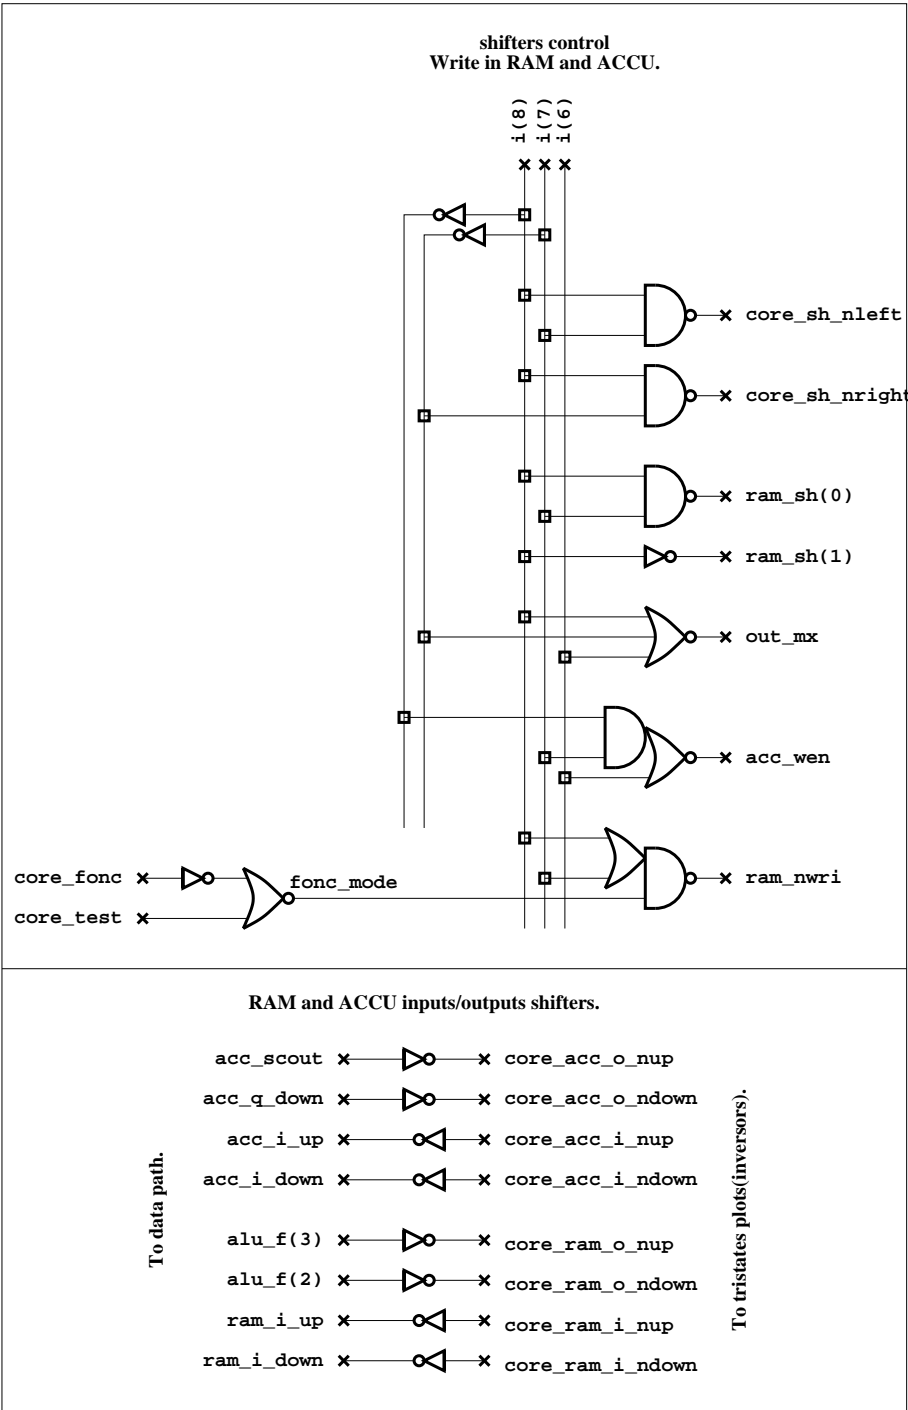 shifters control
Write in RAM and ACCU.
i(8)
i(7)
i(6)
core_sh_nleft
core_sh_nright
ram_sh(0)
ram_sh(1)
out_mx
acc_wen
core_fonc
fonc_mode
ram_nwri
core_test
RAM and ACCU inputs/outputs shifters.
acc_scout core_acc_o_nup
acc_q_down core_acc_o_ndown
acc_i_up core_acc_i_nup
acc_i_down core_acc_i_ndown
alu_f(3) core_ram_o_nup
alu_f(2) core_ram_o_ndown
ram_i_up core_ram_i_nup
ram_i_down core_ram_i_ndown
To data path.
To tristates plots(inversors).